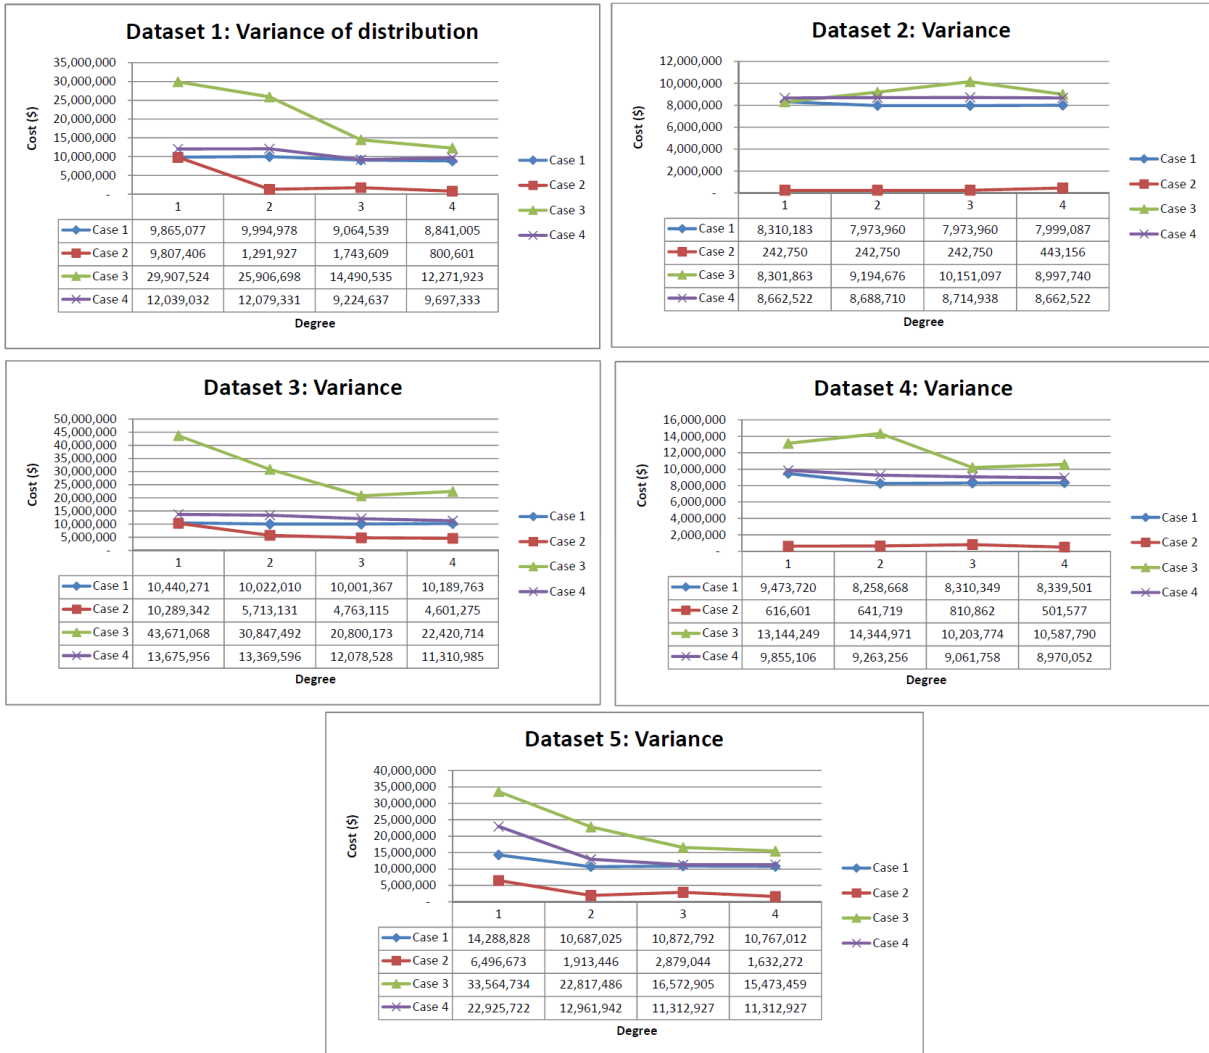 Dataset 1: Variance of distribution
35,000,000
30,000,000
25,000,000
20,000,000
15,000,000
10,000,000
5,000,000
-
Cost ($)
1 2 3 4
Case 1 9,865,077 9,994,978 9,064,539 8,841,005
Case 2 9,807,406 1,291,927 1,743,609 800,601
Case 3 29,907,524 25,906,698 14,490,535 12,271,923
Case 4 12,039,032 12,079,331 9,224,637 9,697,333
Degree
Case 1
Case 2
Case 3
Case 4
Dataset 2: Variance
12,000,000
10,000,000
8,000,000
6,000,000
4,000,000
2,000,000
-
Cost ($)
1 2 3 4
Case 1 8,310,183 7,973,960 7,973,960 7,999,087
Case 2 242,750 242,750 242,750 443,156
Case 3 8,301,863 9,194,676 10,151,097 8,997,740
Case 4 8,662,522 8,688,710 8,714,938 8,662,522
Degree
Case 1
Case 2
Case 3
Case 4
Dataset 3: Variance
50,000,000
45,000,000
40,000,000
35,000,000
30,000,000
25,000,000
20,000,000
15,000,000
10,000,000
5,000,000
-
Cost ($)
1 2 3 4
Case 1 10,440,271 10,022,010 10,001,367 10,189,763
Case 2 10,289,342 5,713,131 4,763,115 4,601,275
Case 3 43,671,068 30,847,492 20,800,173 22,420,714
Case 4 13,675,956 13,369,596 12,078,528 11,310,985
Degree
Case 1
Case 2
Case 3
Case 4
Dataset 4: Variance
16,000,000
14,000,000
12,000,000
10,000,000
8,000,000
6,000,000
4,000,000
2,000,000
-
Cost ($)
1 2 3 4
Case 1 9,473,720 8,258,668 8,310,349 8,339,501
Case 2 616,601 641,719 810,862 501,577
Case 3 13,144,249 14,344,971 10,203,774 10,587,790
Case 4 9,855,106 9,263,256 9,061,758 8,970,052
Degree
Case 1
Case 2
Case 3
Case 4
Dataset 5: Variance
40,000,000
35,000,000
30,000,000
25,000,000
20,000,000
15,000,000
10,000,000
5,000,000
-
Cost ($)
1 2 3 4
Case 1 14,288,828 10,687,025 10,872,792 10,767,012
Case 2 6,496,673 1,913,446 2,879,044 1,632,272
Case 3 33,564,734 22,817,486 16,572,905 15,473,459
Case 4 22,925,722 12,961,942 11,312,927 11,312,927
Degree
Case 1
Case 2
Case 3
Case 4